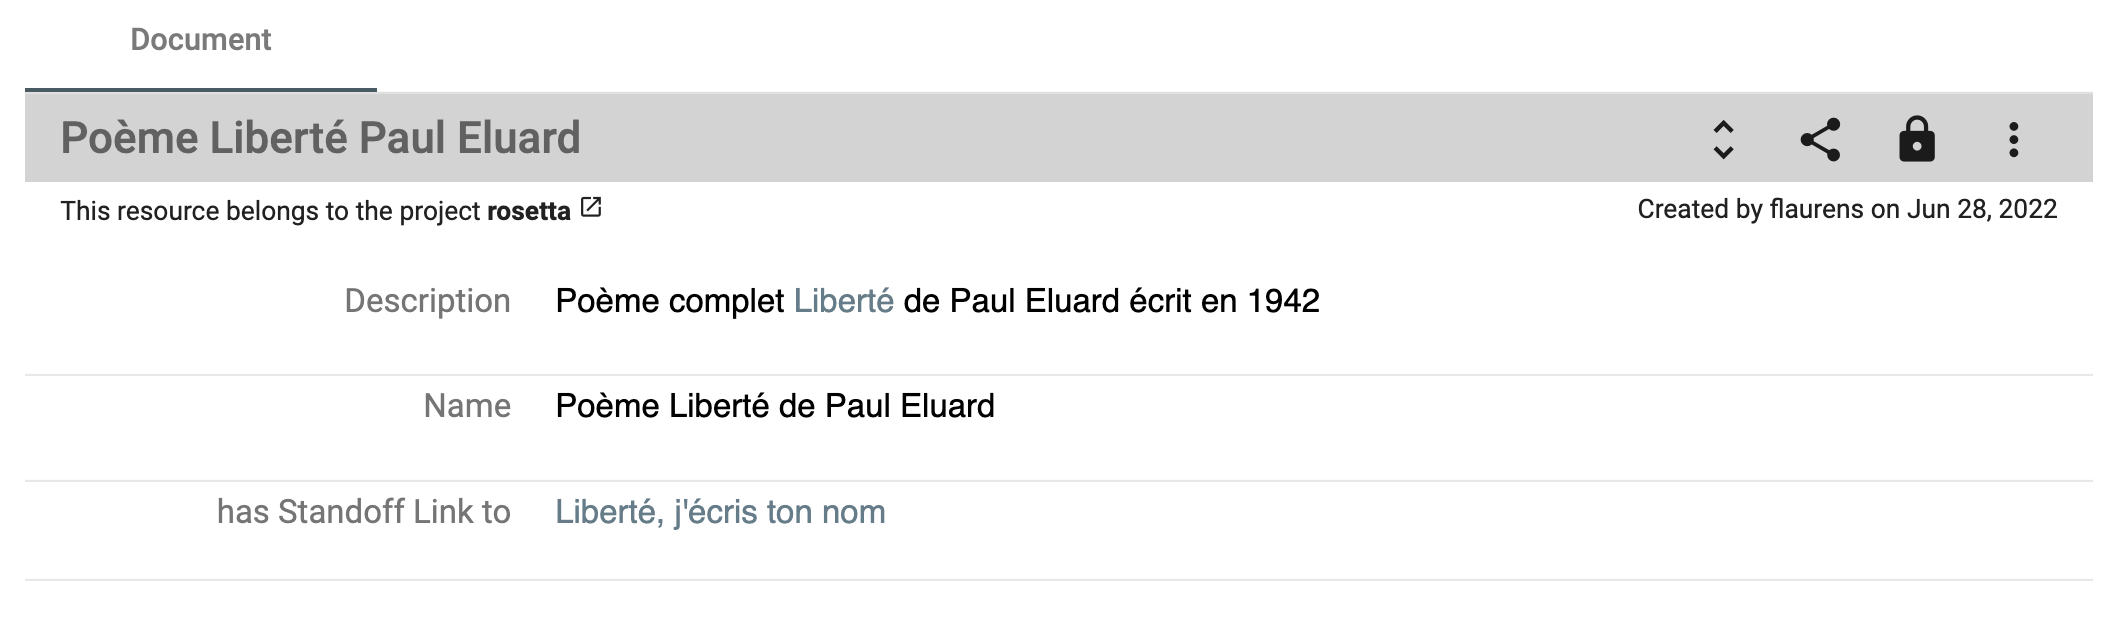 Document
Poème Liberté Paul Eluard
This resource belongs to the project rosetta
Created by flaurens on Jun 28, 2022
Description Poème complet Liberté de Paul Eluard écrit en 1942
Name Poème Liberté de Paul Eluard
has Standoff Link to Liberté, j'écris ton nom